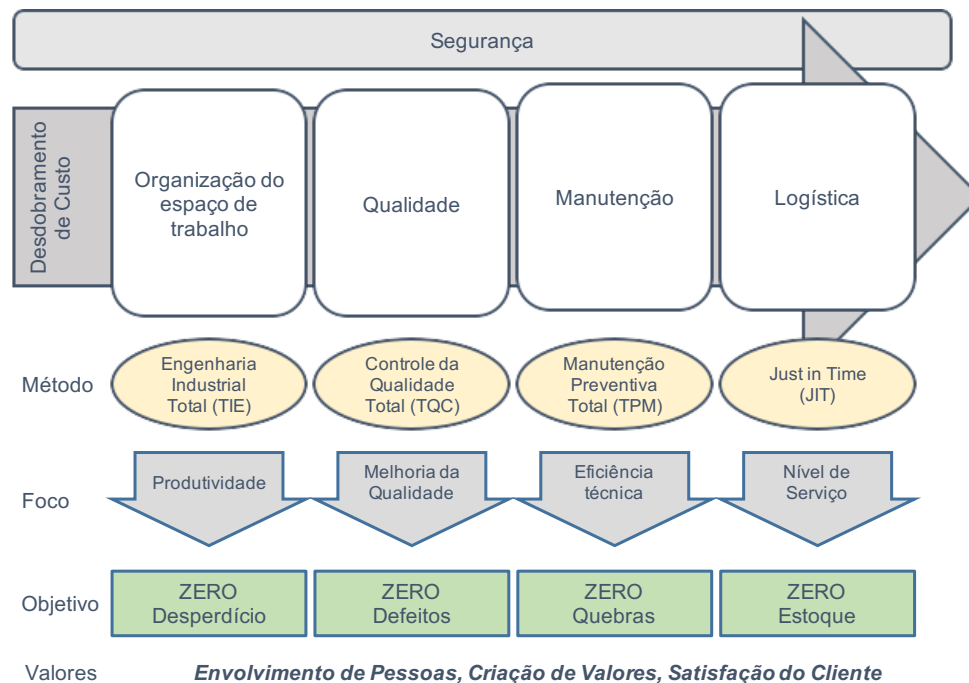 Segurança
Desdobramento
de Custo
Organização do
espaço de
trabalho
Qualidade
Manutenção
Logística
Método
Engenharia
Industrial
Total (TIE)
Controle da
Qualidade
Total (TQC)
Manutenção
Preventiva
Total (TPM)
Just in Time
(JIT)
Foco
Produtividade
Melhoria da
Qualidade
Eficiência
técnica
Nível de
Serviço
Objetivo
ZERO
Desperdício
ZERO
Defeitos
ZERO
Quebras
ZERO
Estoque
Valores
Envolvimento de Pessoas, Criação de Valores, Satisfação do Cliente